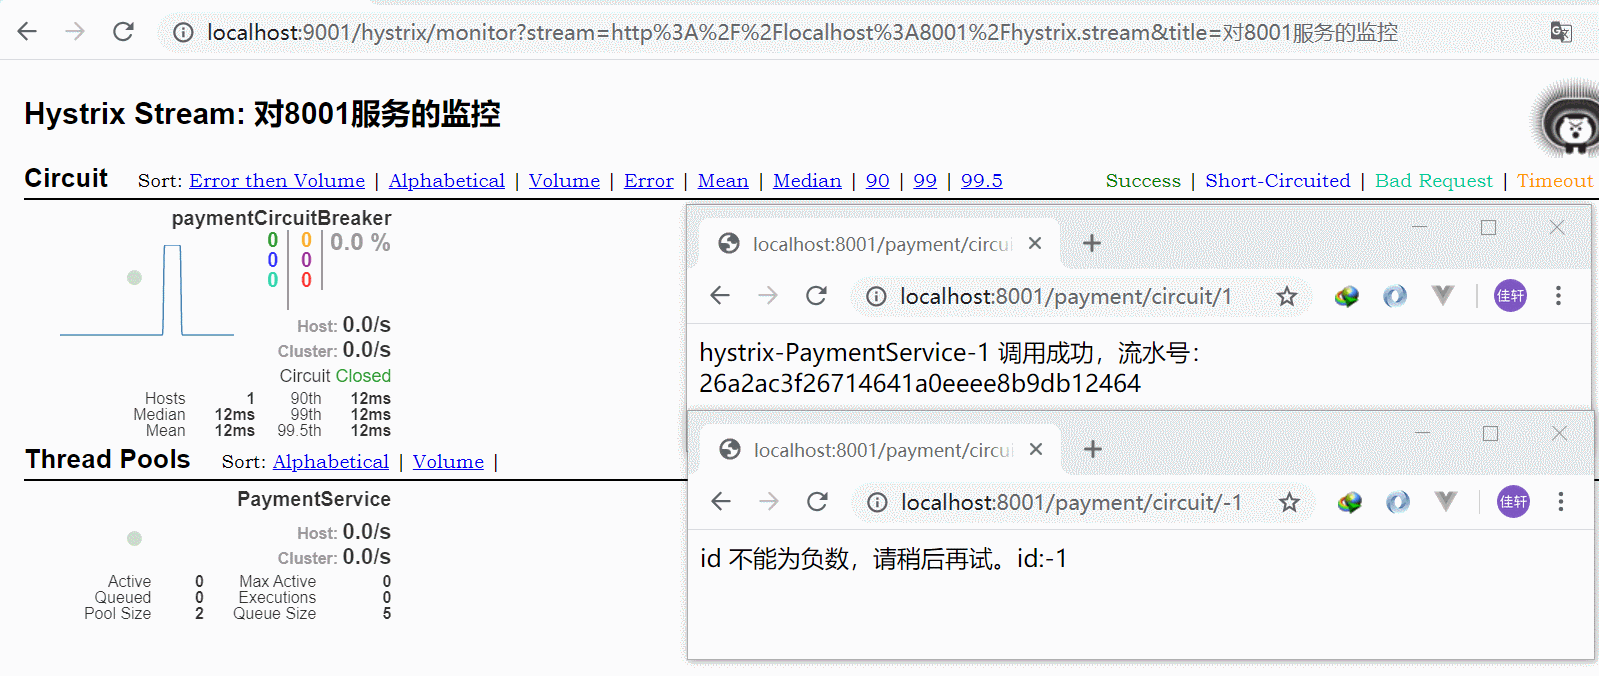 localhost:9001/hystrix/monitor?stream=http%3A%2F%2Flocalhost%3A8001%2Fhystrix.stream&title=对8001服务的监控
Hystrix Stream: 对8001服务的监控
Circuit Sort: Error then Volume | Alphabetical | Volume | Error | Mean | Median | 90 | 99 | 99.5 Success | Short-Circuited | Bad Request | Timeout
paymentCircuitBreaker
0 0 0.0 %
0 0
0 0
Host: 0.0/s
Cluster: 0.0/s
Circuit Closed
Hosts 1 90th 12ms
Median 12ms 99th 12ms
Mean 12ms 99.5th 12ms
Thread Pools Sort: Alphabetical | Volume |
PaymentService
Host: 0.0/s
Cluster: 0.0/s
Active 0 Max Active 0
Queued 0 Executions 0
Pool Size 2 Queue Size 5
localhost:8001/payment/circui
localhost:8001/payment/circuit/1
佳轩
hystrix-PaymentService-1 调用成功，流水号：
26a2ac3f26714641a0eeee8b9db12464
localhost:8001/payment/circui
localhost:8001/payment/circuit/-1
佳轩
id 不能为负数，请稍后再试。id:-1